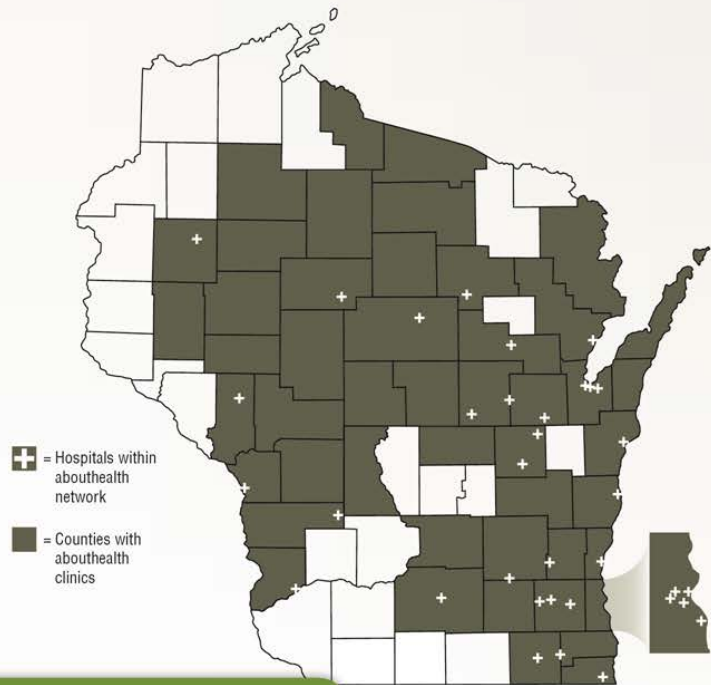 = Hospitals within
abouthealth
network
= Counties with
abouthealth
clinics